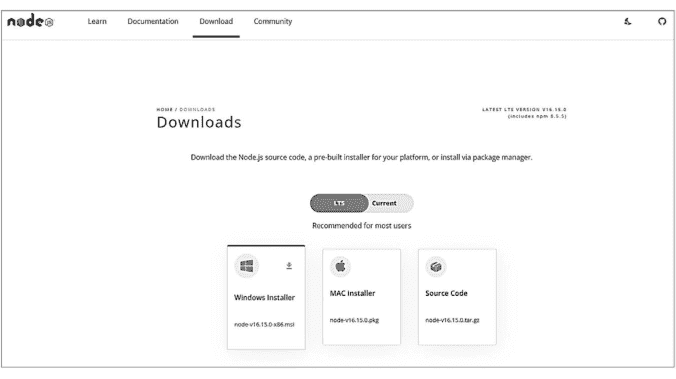 node
Learn Documentation Download Community
HOME / DOWNLOADS
Downloads
LATEST LTS VERSION V16.15.0
(includes npm 8.5.5)
Download the Node.js source code, a pre-built installer for your platform, or install via package manager.
LTS Current
Recommended for most users
Windows Installer
node-v16.15.0-x86.msi
MAC Installer
node-v16.15.0.pkg
Source Code
node-v16.15.0.tar.gz